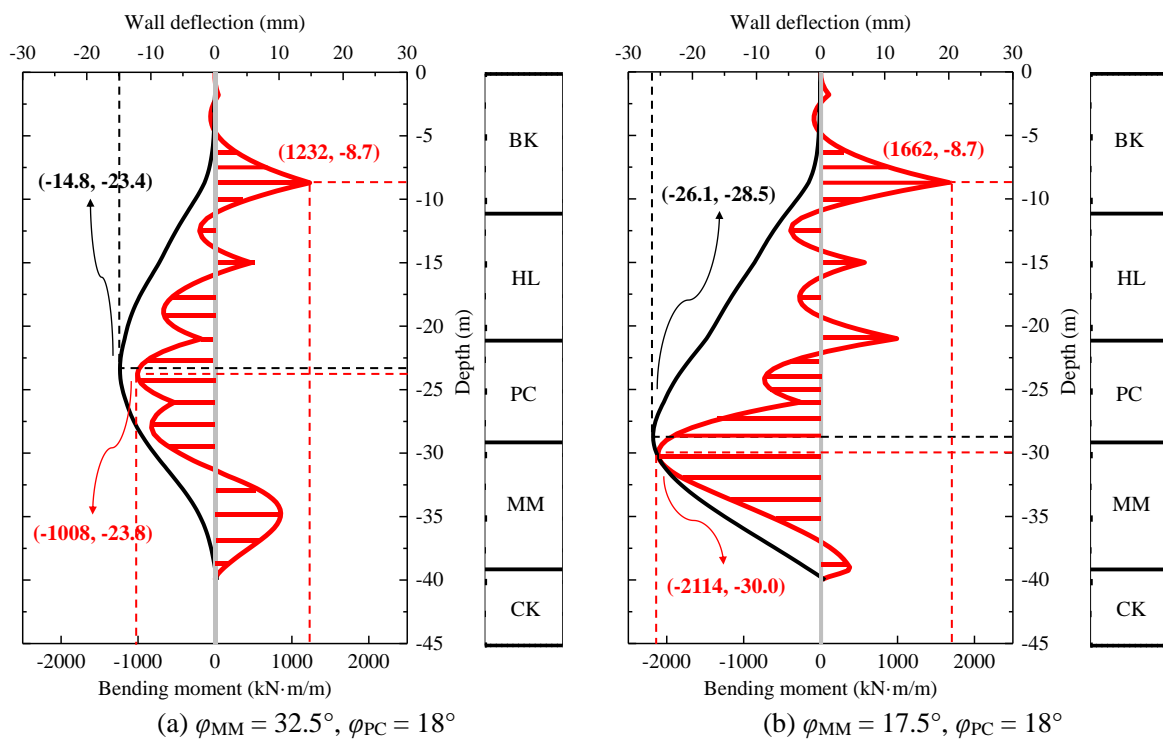 Wall deflection (mm)
-30 -20 -10 0 10 20 30
0
-5
-10
-15
-20
-25
-30
-35
-40
-45
Depth (m)
(1232, -8.7)
(-14.8, -23.4)
(-1008, -23.8)
-2000 -1000 0 1000 2000
Bending moment (kN·m/m)
BK
HL
PC
MM
CK
(a) φMM = 32.5°, φPC = 18°
Wall deflection (mm)
-30 -20 -10 0 10 20 30
0
-5
-10
-15
-20
-25
-30
-35
-40
-45
Depth (m)
(1662, -8.7)
(-26.1, -28.5)
(-2114, -30.0)
-2000 -1000 0 1000 2000
Bending moment (kN·m/m)
BK
HL
PC
MM
CK
(b) φMM = 17.5°, φPC = 18°